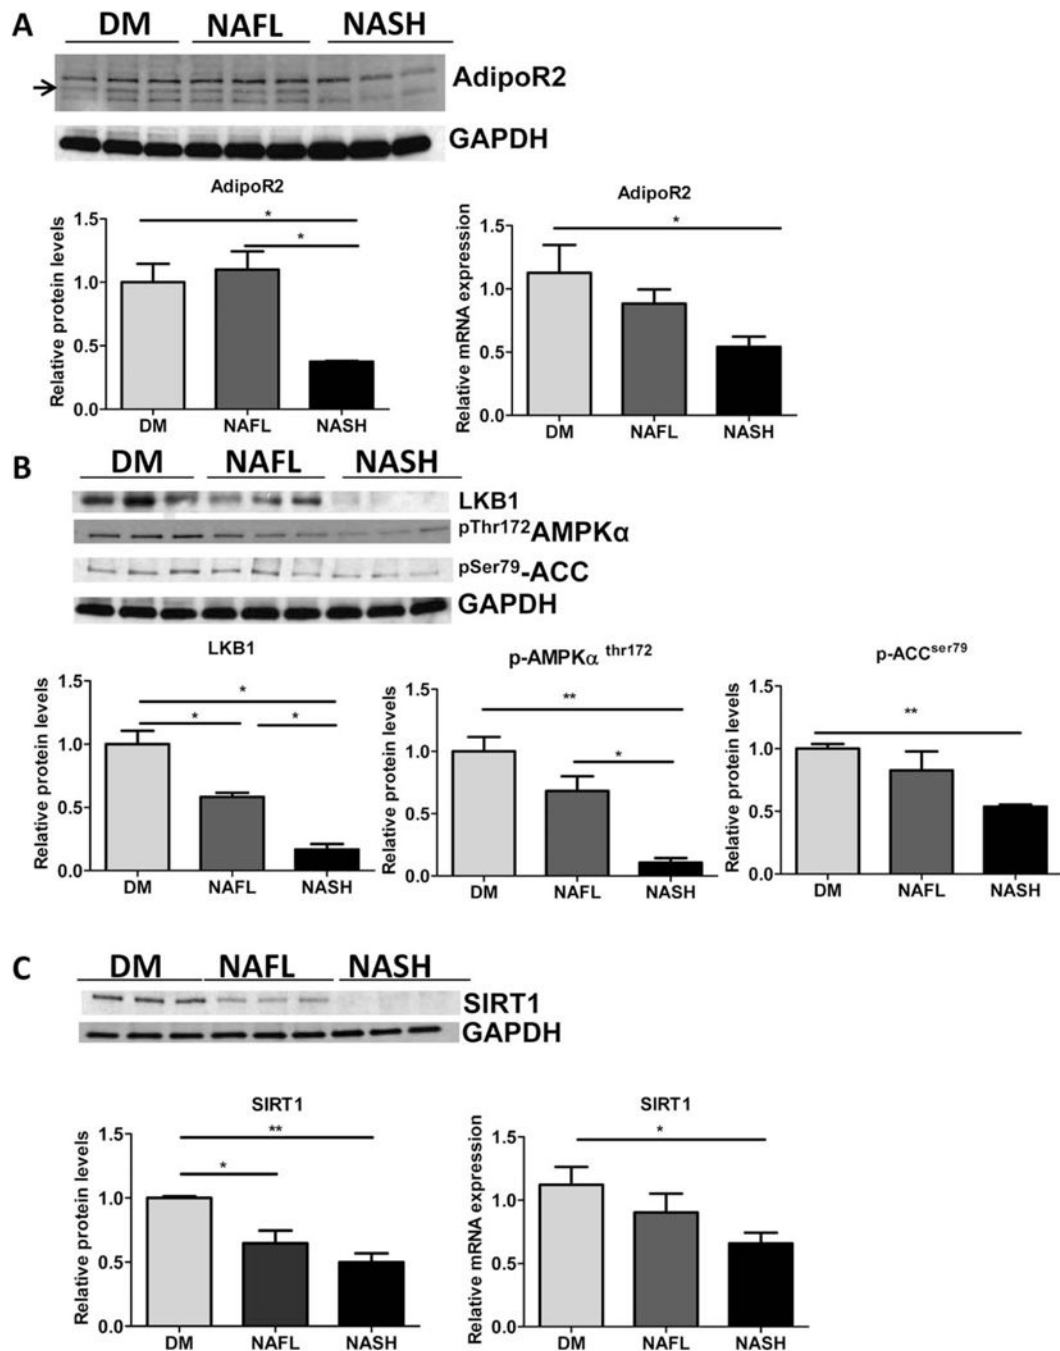 A
DM NAFL NASH
AdipoR2
GAPDH
AdipoR2
Relative protein levels
1.5
1.0
0.5
0.0
*
*
DM NAFL NASH
AdipoR2
Relative mRNA expression
1.5
1.0
0.5
0.0
*
DM NAFL NASH
B
DM NAFL NASH
LKB1
pThr172AMPKα
pSer79-ACC
GAPDH
LKB1
Relative protein levels
1.5
1.0
0.5
0.0
*
* *
DM NAFL NASH
p-AMPKα thr172
Relative protein levels
1.5
1.0
0.5
0.0
**
*
DM NAFL NASH
p-ACCser79
Relative protein levels
1.5
1.0
0.5
0.0
**
DM NAFL NASH
C
DM NAFL NASH
SIRT1
GAPDH
SIRT1
Relative protein levels
1.5
1.0
0.5
0.0
**
*
DM NAFL NASH
SIRT1
Relative mRNA expression
1.5
1.0
0.5
0.0
*
DM NAFL NASH